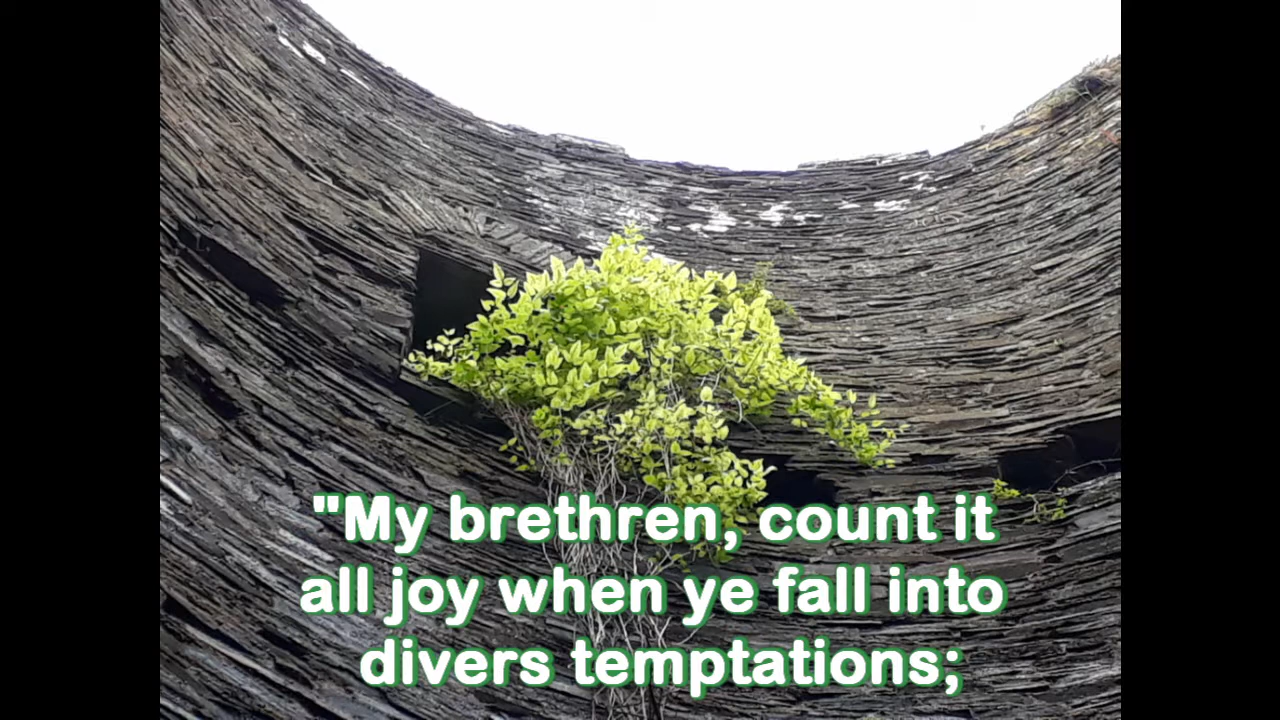 "My brethren, count it
all joy when ye fall into
divers temptations;